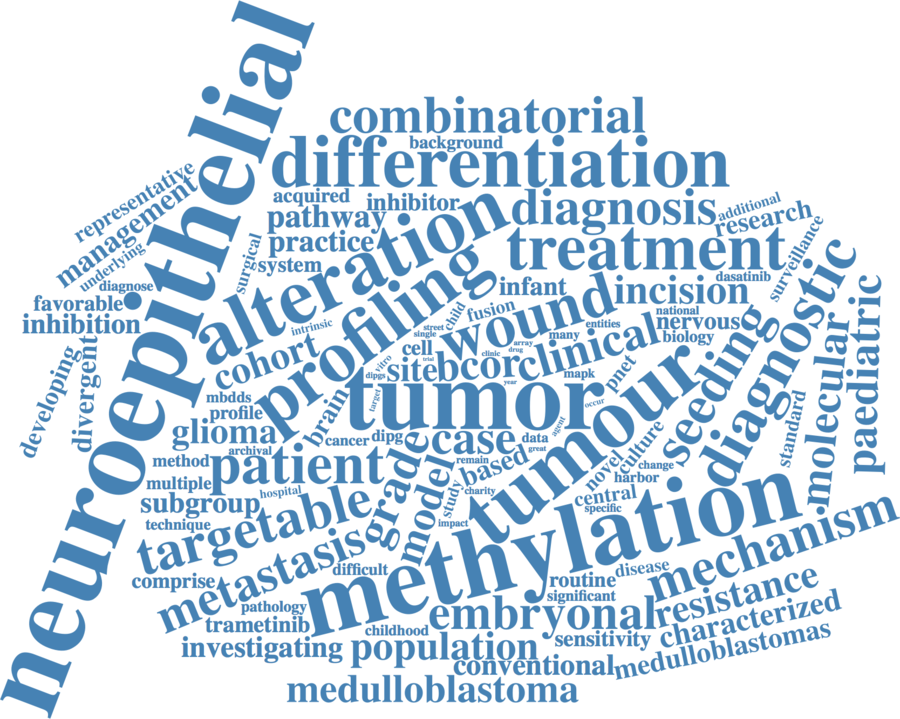 neuroepithelial
combinatorial
background
differentiation
representative
management
underlying
diagnose
favorable
inhibition
developing
divergent
acquired
inhibitor
pathway
practice
surgical
system
alteration
diagnosis
additional
research
treatment
surveillance
dasatinib
profiling
intrinsic
cohort
infant
fusion
child
street
single
wound
incision
many
entities
national
nervous
biology
diagnostic
paediatric
molecular
standard
seeding
cell
trial
vitro
dipgs
target
site
bcor
clinic
array
drug
clinical
mapk
year
pnet
tumor
tumour
occur
agent
mbdds
profile
glioma
brain
cancer
dipg
archival
case
data
great
method
patient
grade
model
remain
based
study
charity
impact
novel
culture
change
harbor
central
specific
multiple
subgroup
hospital
technique
targetable
metastasis
methylation
mechanism
comprise
difficult
routine
disease
significant
pathology
trametinib
childhood
embryonal
resistance
characterized
sensitivity
investigating
population
conventional
medulloblastomas
medulloblastoma